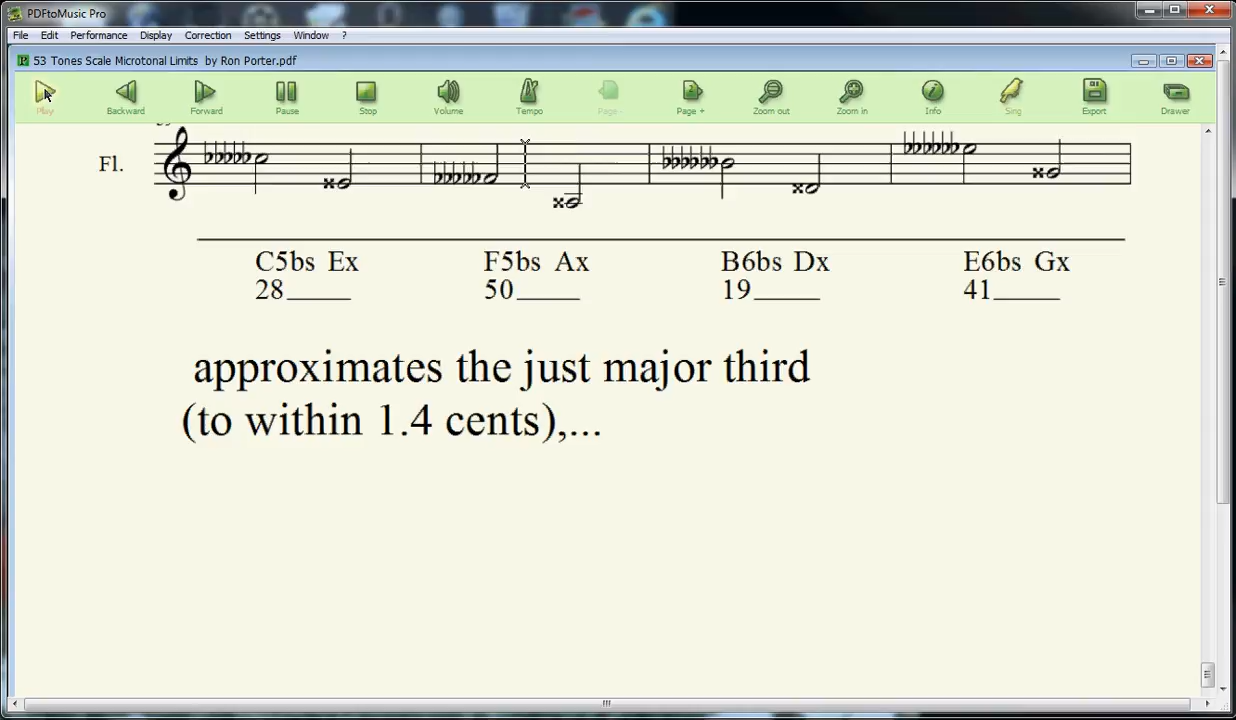 PDFtoMusic Pro
File Edit Performance Display Correction Settings Window ?
53 Tones Scale Microtonal Limits by Ron Porter.pdf
Play Backward Forward Pause Stop Volume Tempo Page- Page + Zoom out Zoom in Info Sing Export Drawer
Fl.
C5bs Ex F5bs Ax B6bs Dx E6bs Gx
28_____ 50_____ 19_____ 41_____
approximates the just major third
(to within 1.4 cents),...